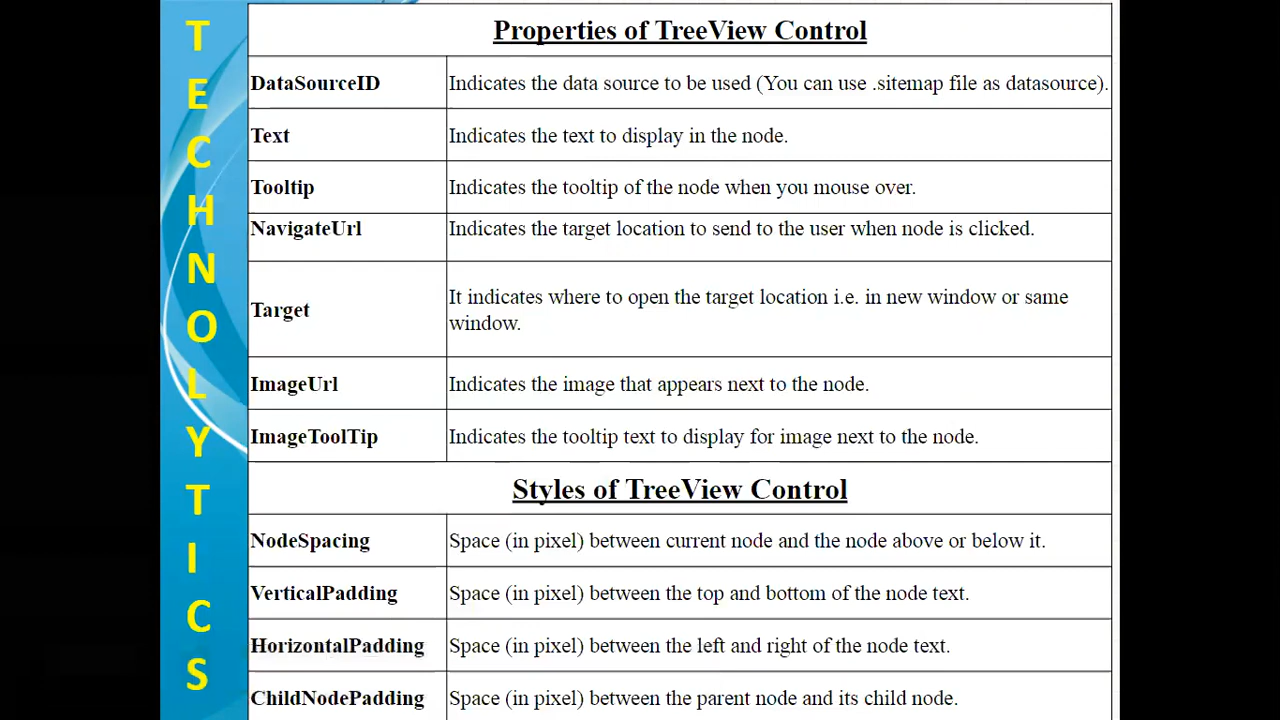 TECHNOLYTICS
Properties of TreeView Control
DataSourceID Indicates the data source to be used (You can use .sitemap file as datasource).
Text Indicates the text to display in the node.
Tooltip Indicates the tooltip of the node when you mouse over.
NavigateUrl Indicates the target location to send to the user when node is clicked.
Target It indicates where to open the target location i.e. in new window or same
window.
ImageUrl Indicates the image that appears next to the node.
ImageToolTip Indicates the tooltip text to display for image next to the node.
Styles of TreeView Control
NodeSpacing Space (in pixel) between current node and the node above or below it.
VerticalPadding Space (in pixel) between the top and bottom of the node text.
HorizontalPadding Space (in pixel) between the left and right of the node text.
ChildNodePadding Space (in pixel) between the parent node and its child node.